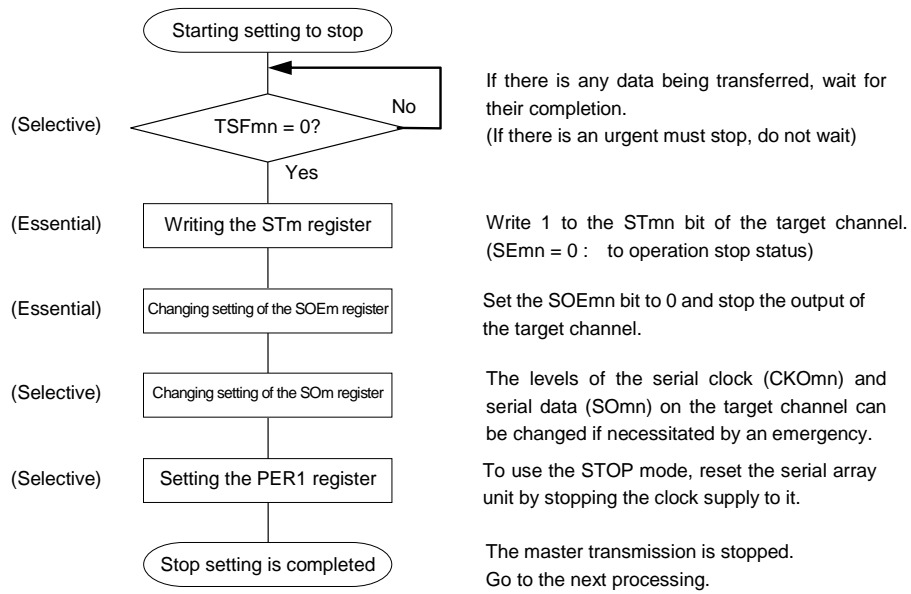 Starting setting to stop
No
If there is any data being transferred, wait for
their completion.
(If there is an urgent must stop, do not wait)
(Selective)
TSFmn = 0?
Yes
(Essential)
Writing the STm register
Write 1 to the STmn bit of the target channel.
(SEmn = 0 : to operation stop status)
(Essential)
Changing setting of the SOEm register
Set the SOEmn bit to 0 and stop the output of
the target channel.
(Selective)
Changing setting of the SOm register
The levels of the serial clock (CKOmn) and
serial data (SOmn) on the target channel can
be changed if necessitated by an emergency.
(Selective)
Setting the PER1 register
To use the STOP mode, reset the serial array
unit by stopping the clock supply to it.
Stop setting is completed
The master transmission is stopped.
Go to the next processing.